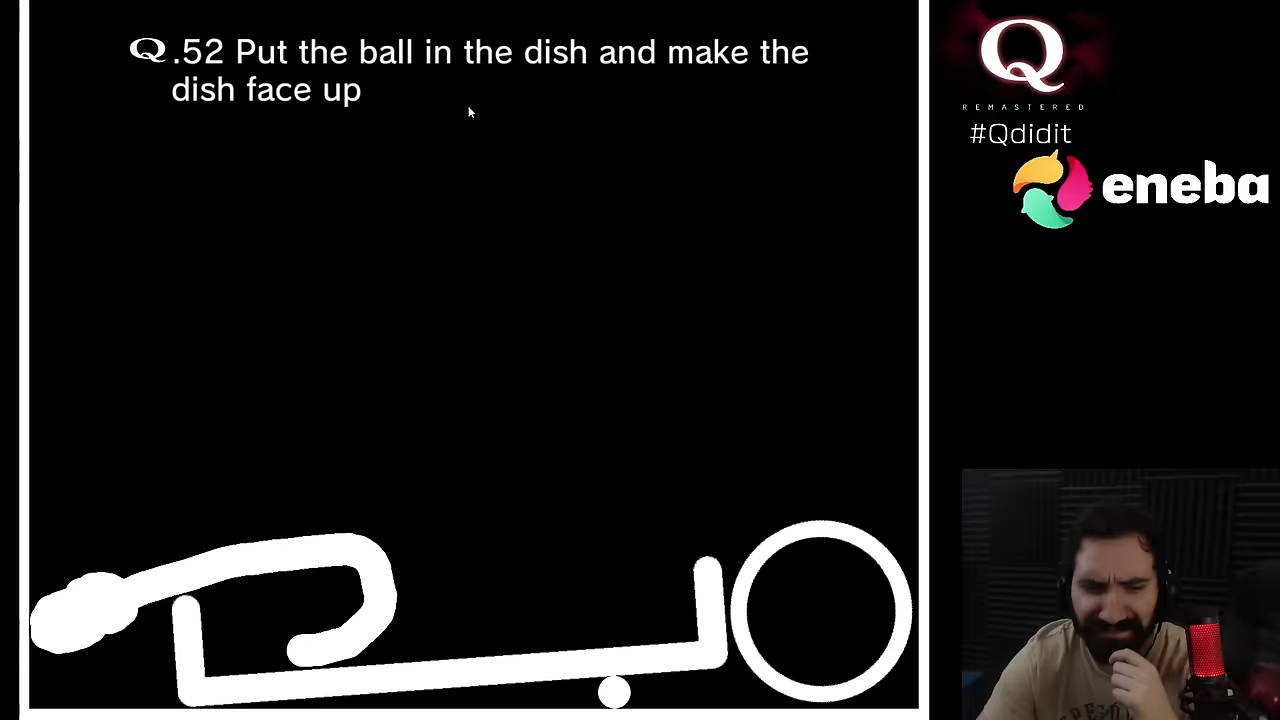 Q.52 Put the ball in the dish and make the
dish face up
Q
REMASTERED
#Qdidit
eneba